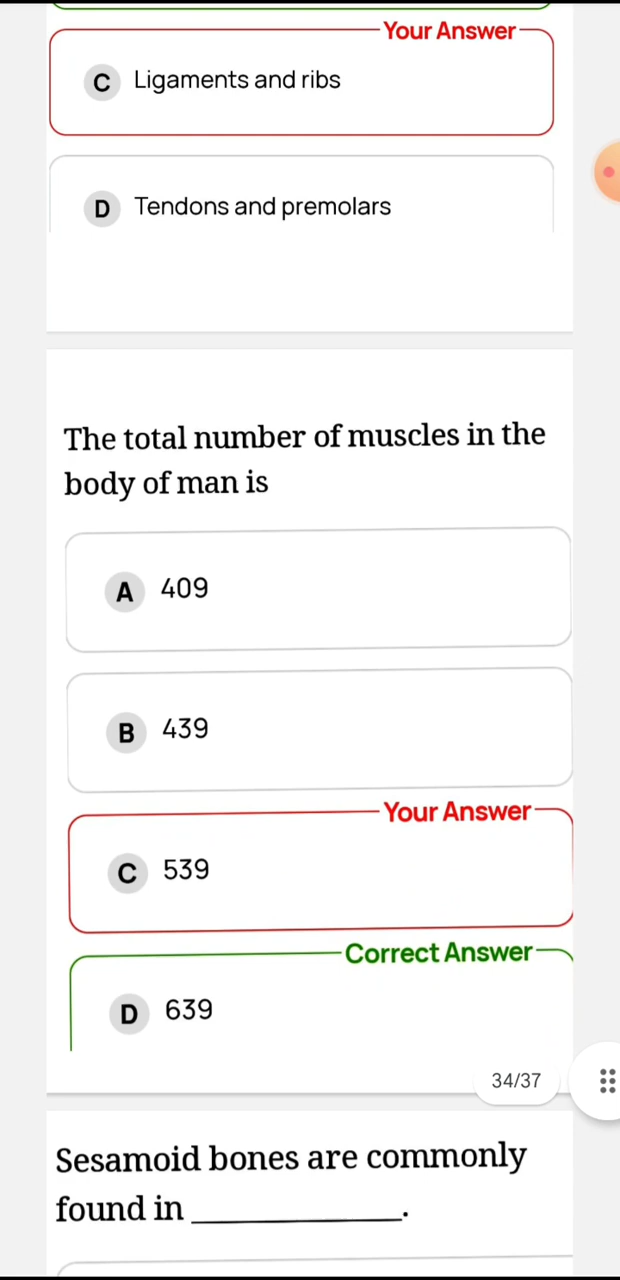 Your Answer
C Ligaments and ribs
D Tendons and premolars
The total number of muscles in the
body of man is
A 409
B 439
Your Answer
C 539
Correct Answer
D 639
34/37
Sesamoid bones are commonly
found in ______________.